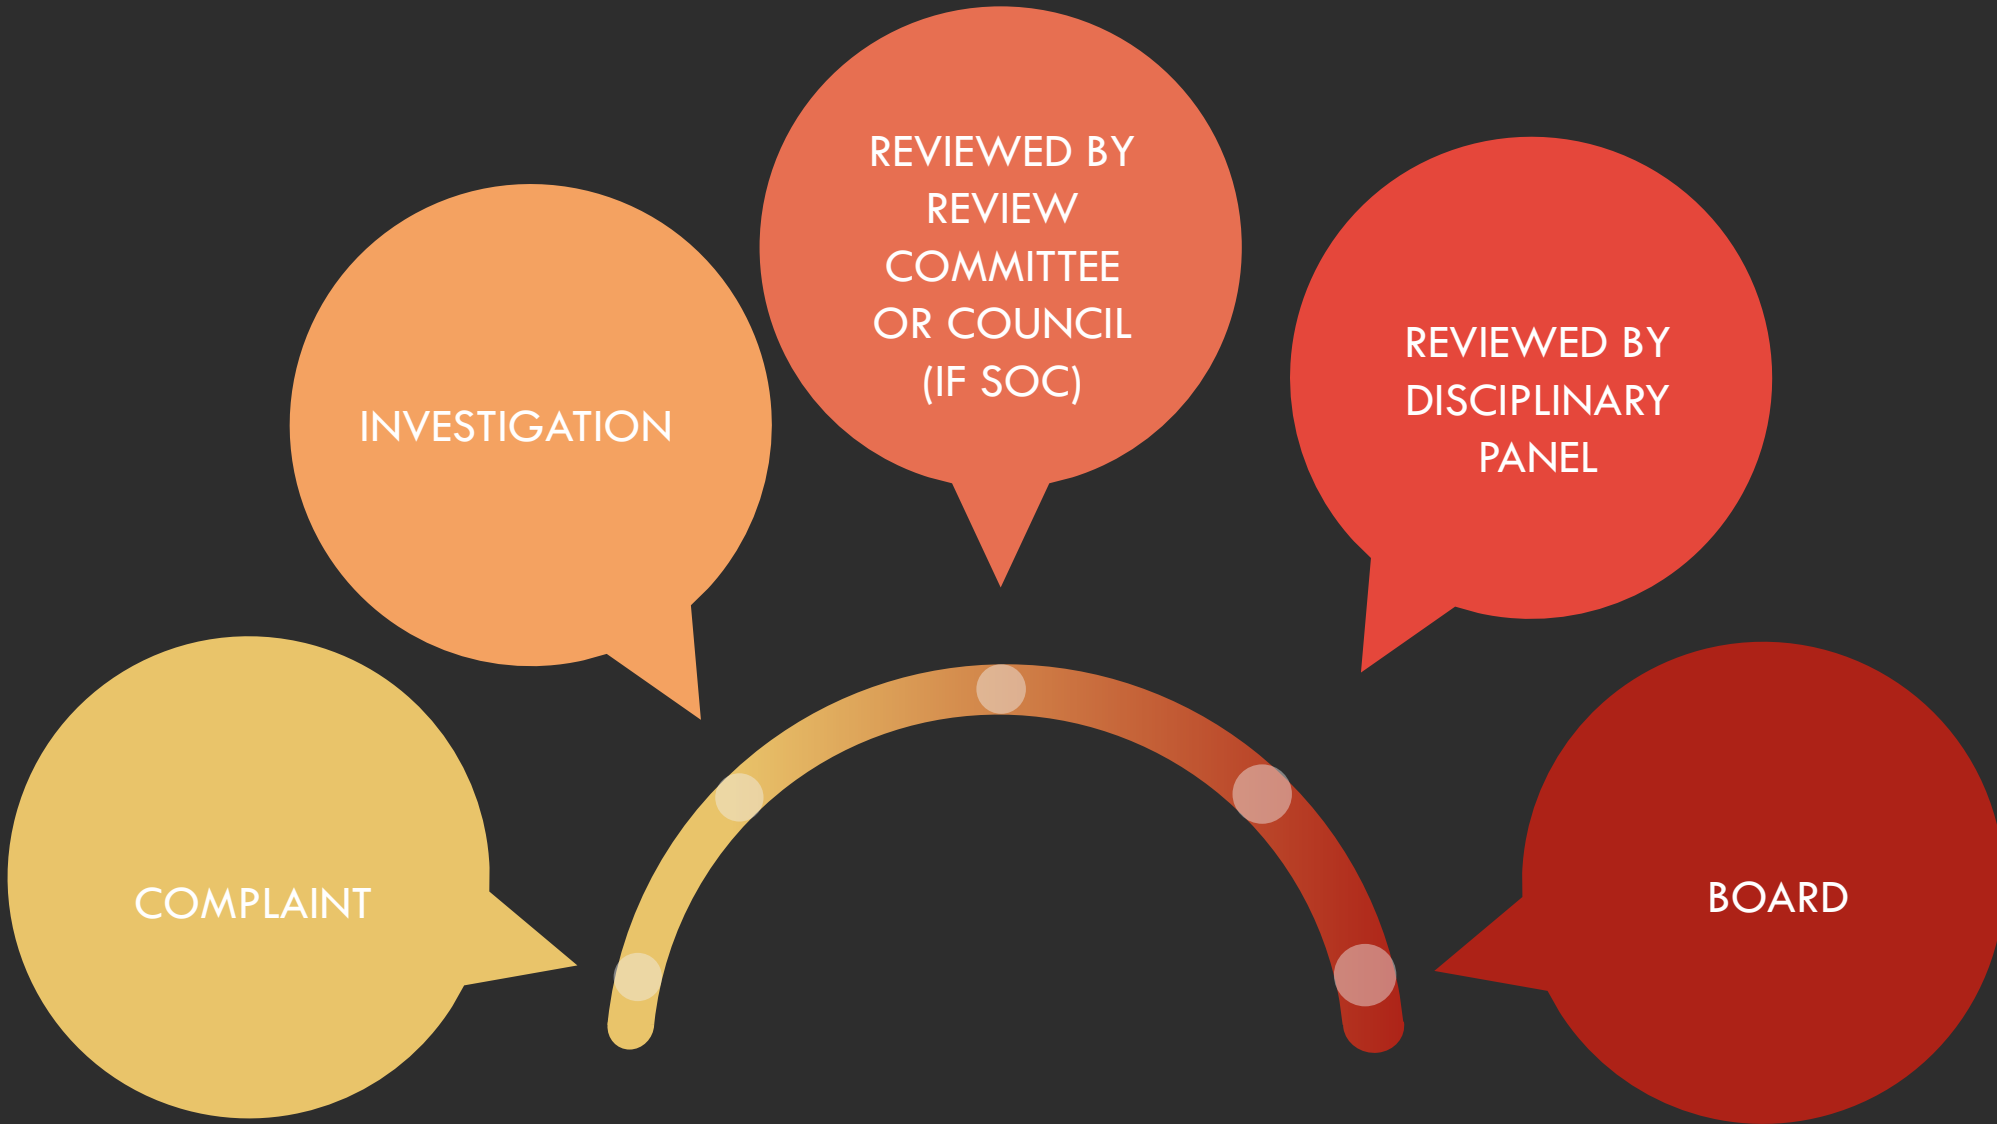 COMPLAINT
INVESTIGATION
REVIEWED BY
REVIEW
COMMITTEE
OR COUNCIL
(IF SOC)
REVIEWED BY
DISCIPLINARY
PANEL
BOARD